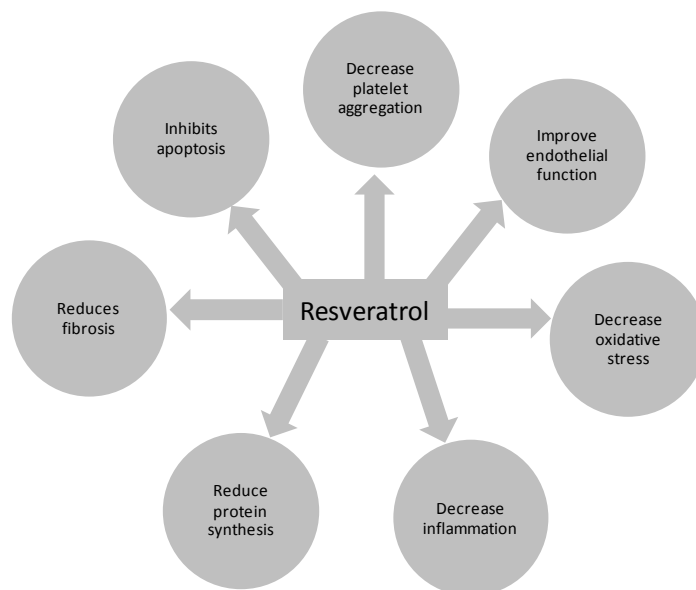 Decrease
platelet
aggregation
Inhibits
apoptosis
Improve
endothelial
function
Reduces
fibrosis
Resveratrol
Decrease
oxidative
stress
Reduce
protein
synthesis
Decrease
inflammation